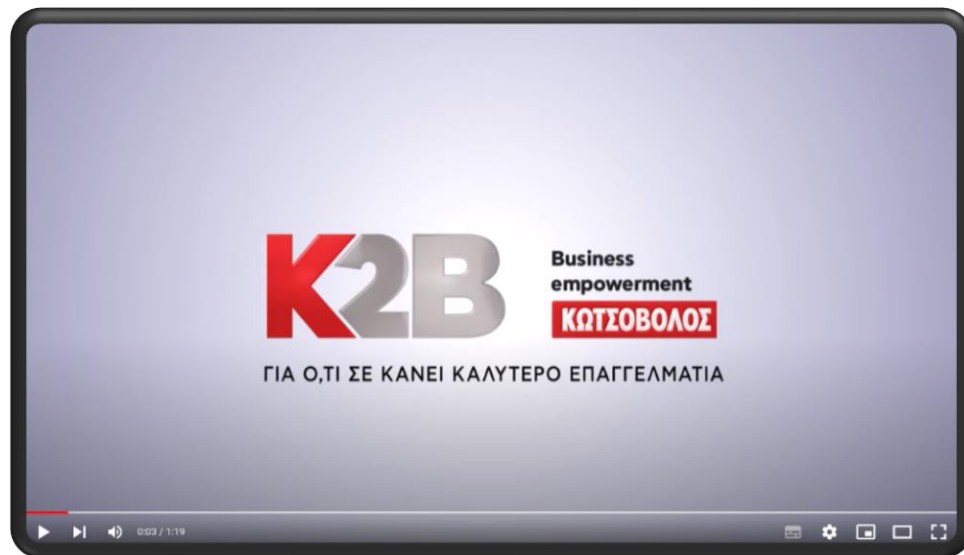 K2B
Business
empowerment
ΚΩΤΣΟΒΟΛΟΣ
ΓΙΑ Ο,ΤΙ ΣΕ ΚΑΝΕΙ ΚΑΛΥΤΕΡΟ ΕΠΑΓΓΕΛΜΑΤΙΑ
0:03 / 1:19